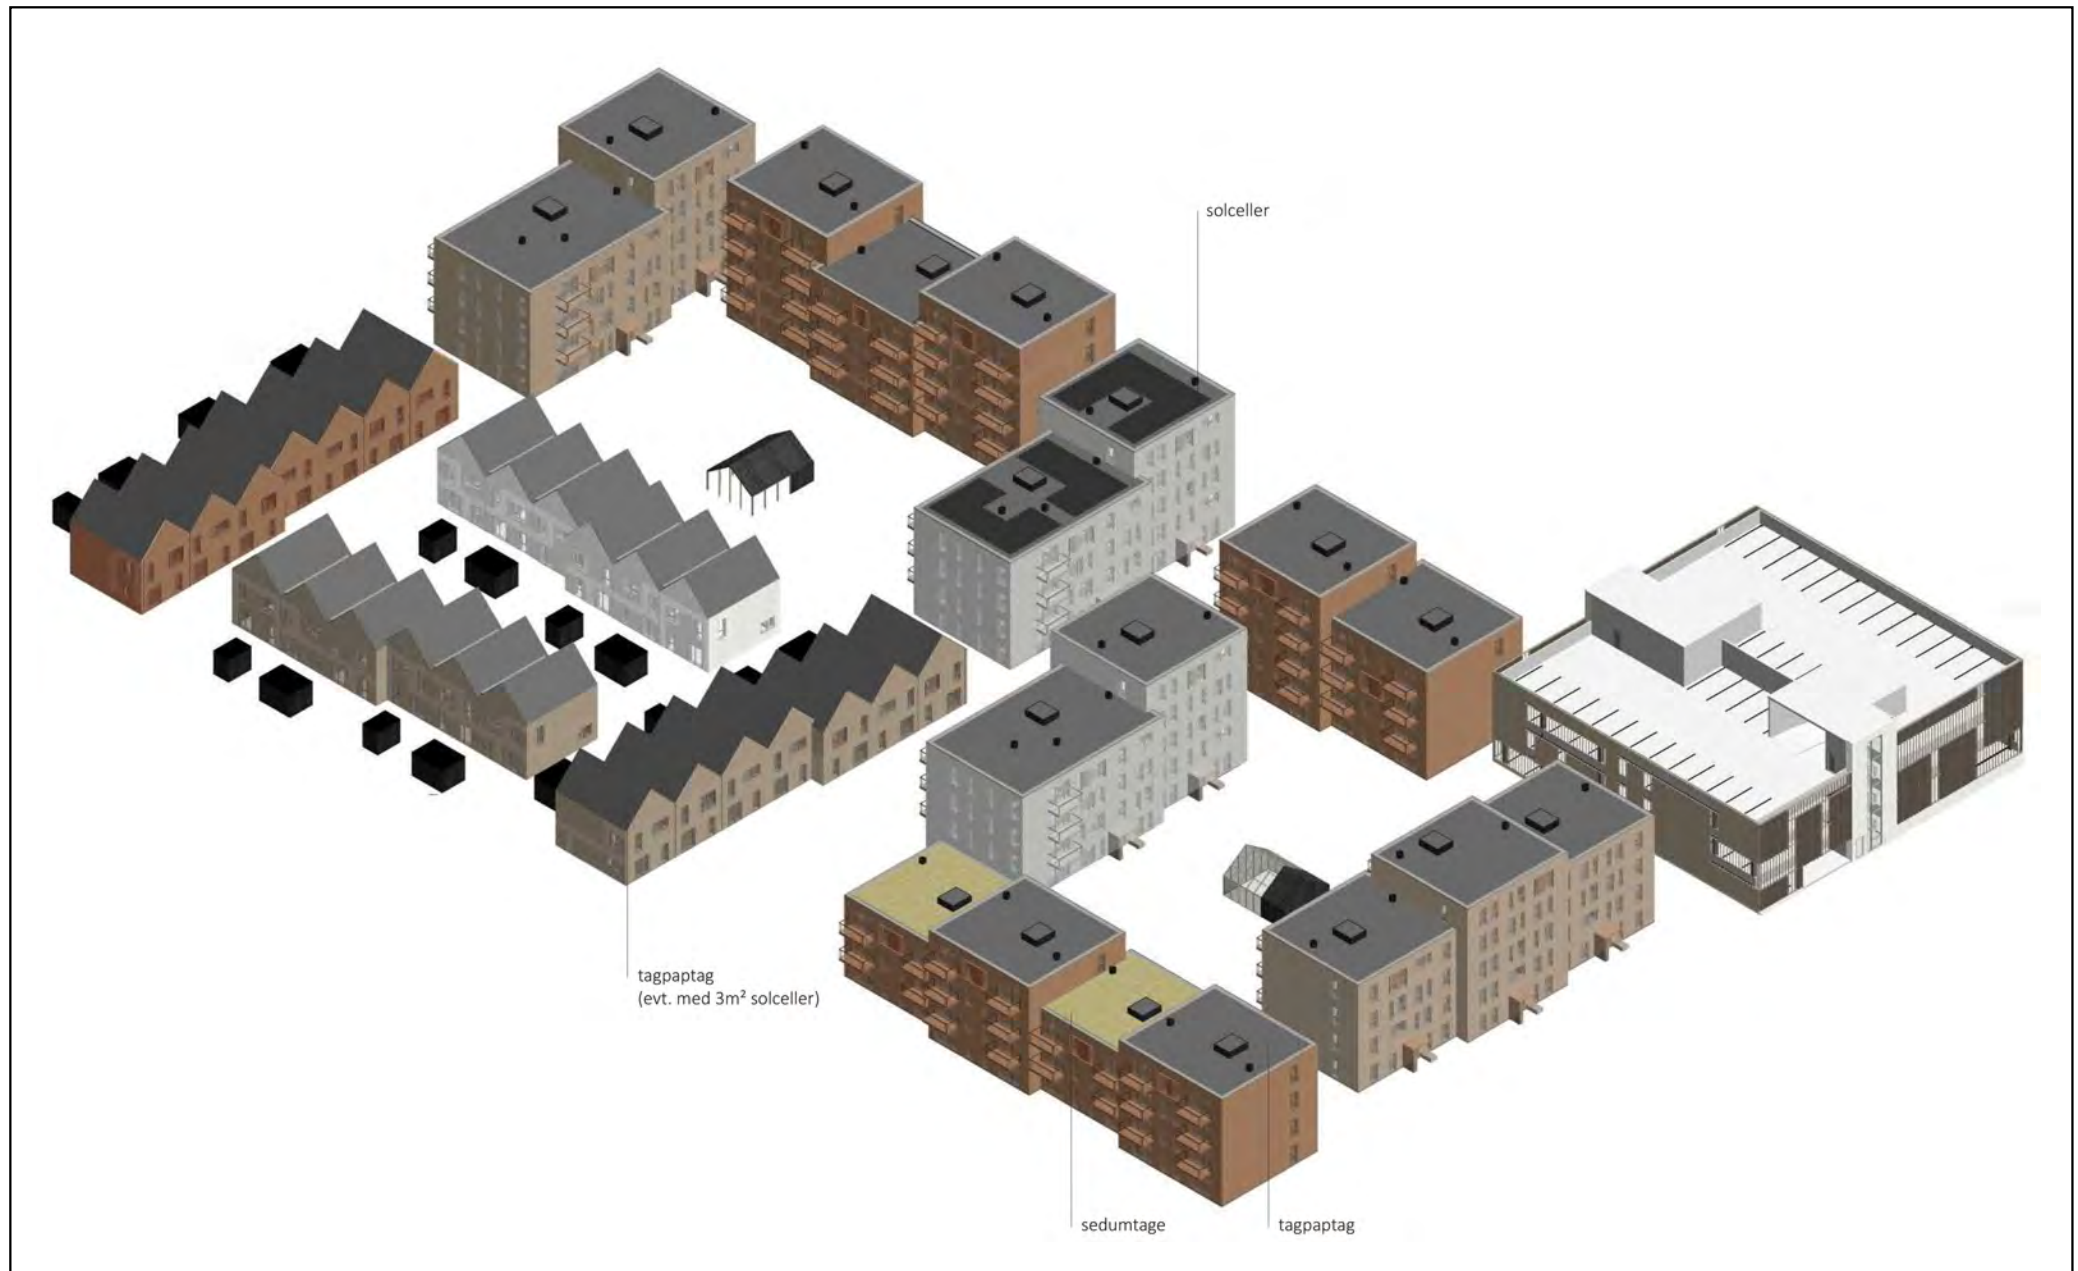 solceller
tagpaptag
(evt. med 3m² solceller)
sedumtage
tagpaptag